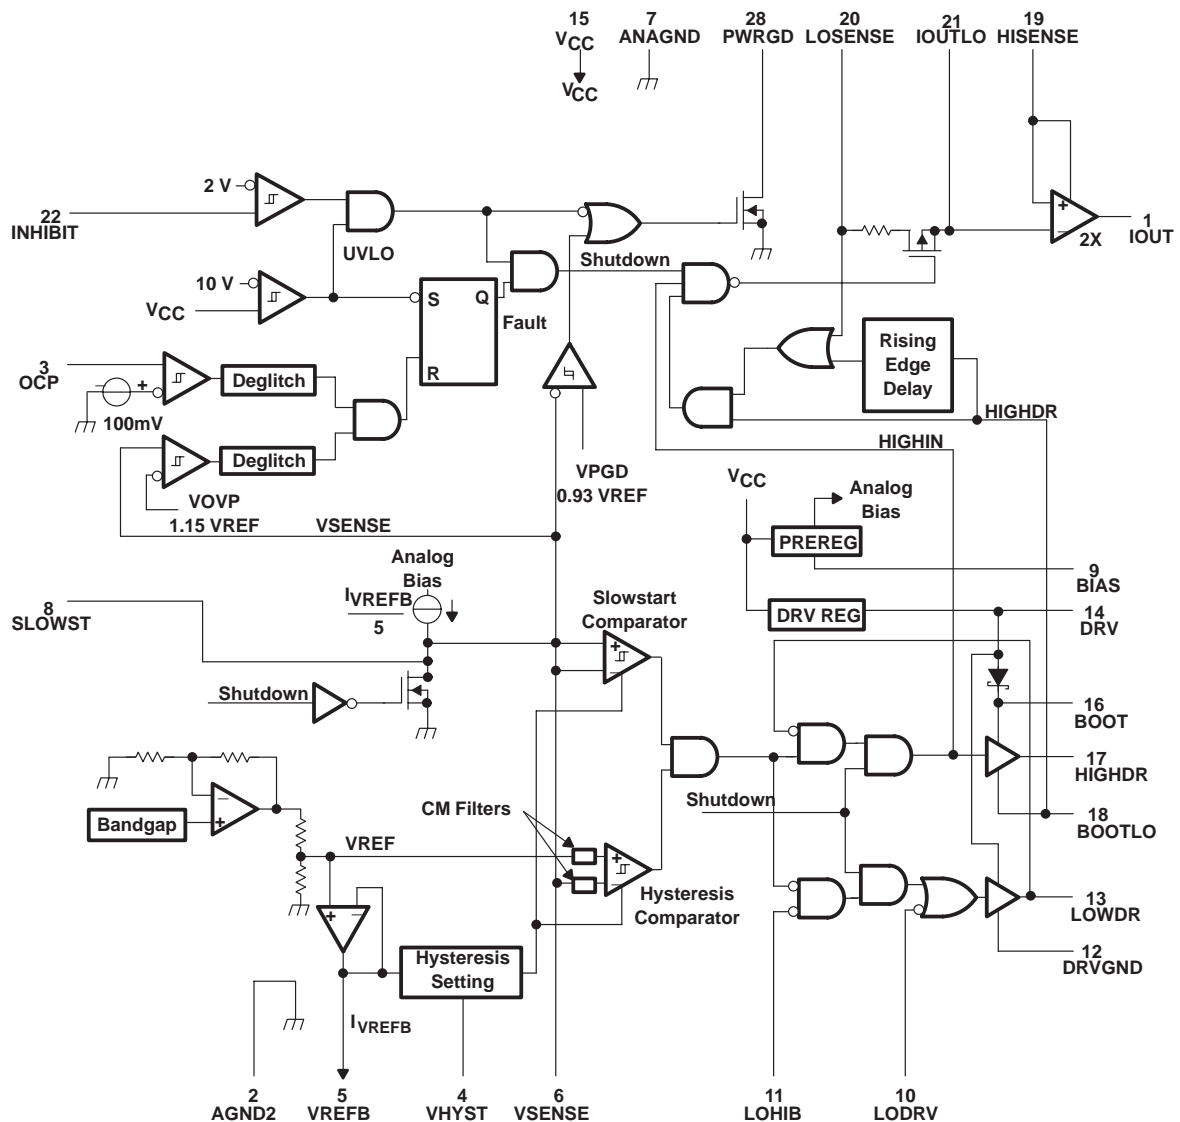 15
VCC
VCC
7
ANAGND
28
PWRGD
20
LOSENSE
21
IOUTLO
19
HISENSE
2 V
22
INHIBIT
UVLO
+
−
2X
1
IOUT
10 V
VCC
S
Q
R
Fault
Shutdown
3
OCP
+
100mV
Deglitch
Deglitch
VOVP
1.15 VREF
VSENSE
VPGD
0.93 VREF
Rising
Edge
Delay
HIGHDR
HIGHIN
VCC
Analog
Bias
PREREG
9
BIAS
DRV REG
14
DRV
Analog
Bias
IVREFB
5
8
SLOWST
Slowstart
Comparator
+
−
Shutdown
16
BOOT
17
HIGHDR
18
BOOTLO
Shutdown
Bandgap
−
+
CM Filters
VREF
+
−
Hysteresis
Comparator
+
−
Hysteresis
Setting
13
LOWDR
12
DRVGND
IVREFB
2
AGND2
5
VREFB
4
VHYST
6
VSENSE
11
LOHIB
10
LODRV